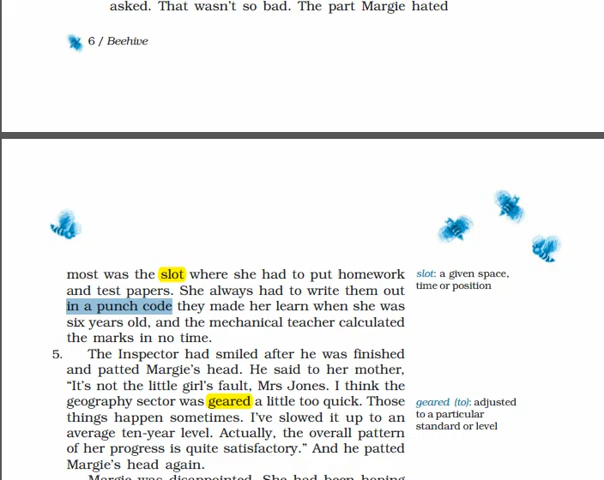 asked. That wasn't so bad. The part Margie hated
6 / Beehive
most was the slot where she had to put homework
and test papers. She always had to write them out
in a punch code they made her learn when she was
six years old, and the mechanical teacher calculated
the marks in no time.
slot: a given space,
time or position
5. The Inspector had smiled after he was finished
and patted Margie's head. He said to her mother,
“It's not the little girl's fault, Mrs Jones. I think the
geography sector was geared a little too quick. Those
things happen sometimes. I've slowed it up to an
average ten-year level. Actually, the overall pattern
of her progress is quite satisfactory.” And he patted
Margie's head again.
geared (to): adjusted
to a particular
standard or level
Margie was disappointed. She had been hoping